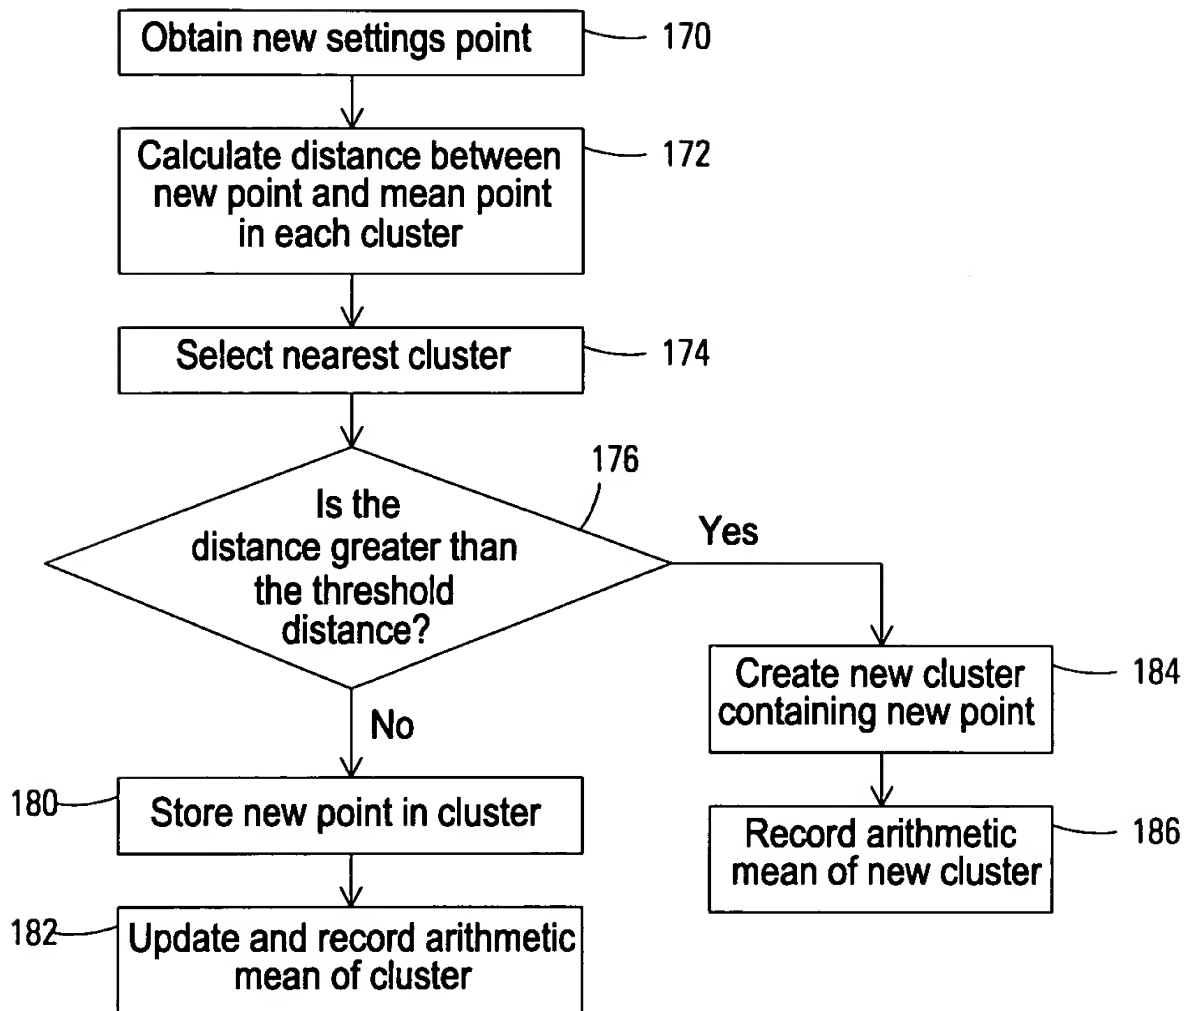 Obtain new settings point
170
Calculate distance between
new point and mean point
in each cluster
172
Select nearest cluster
174
176
Is the
distance greater than
the threshold
distance?
Yes
No
Create new cluster
containing new point
184
180
Store new point in cluster
Record arithmetic
mean of new cluster
186
182
Update and record arithmetic
mean of cluster